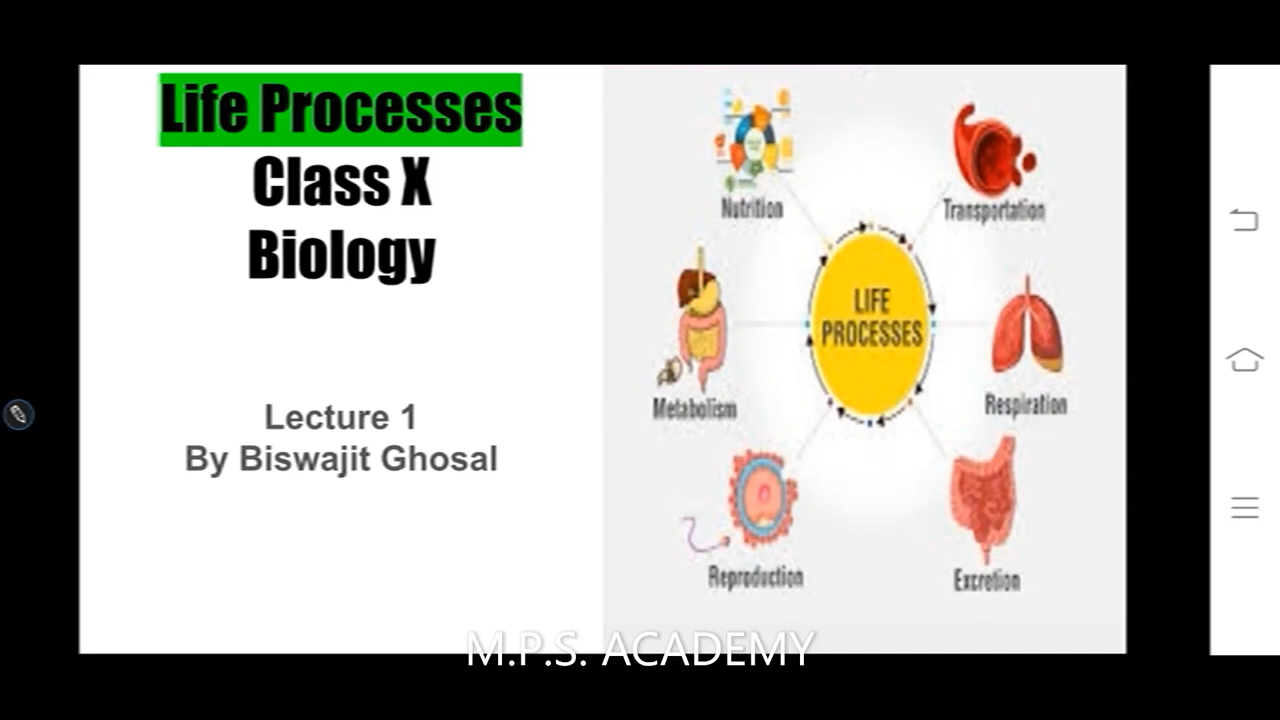 Life Processes
Class X
Biology
Lecture 1
By Biswajit Ghosal
Nutrition
Transportation
LIFE
PROCESSES
Metabolism
Respiration
Reproduction
Excretion
M.P.S. ACADEMY